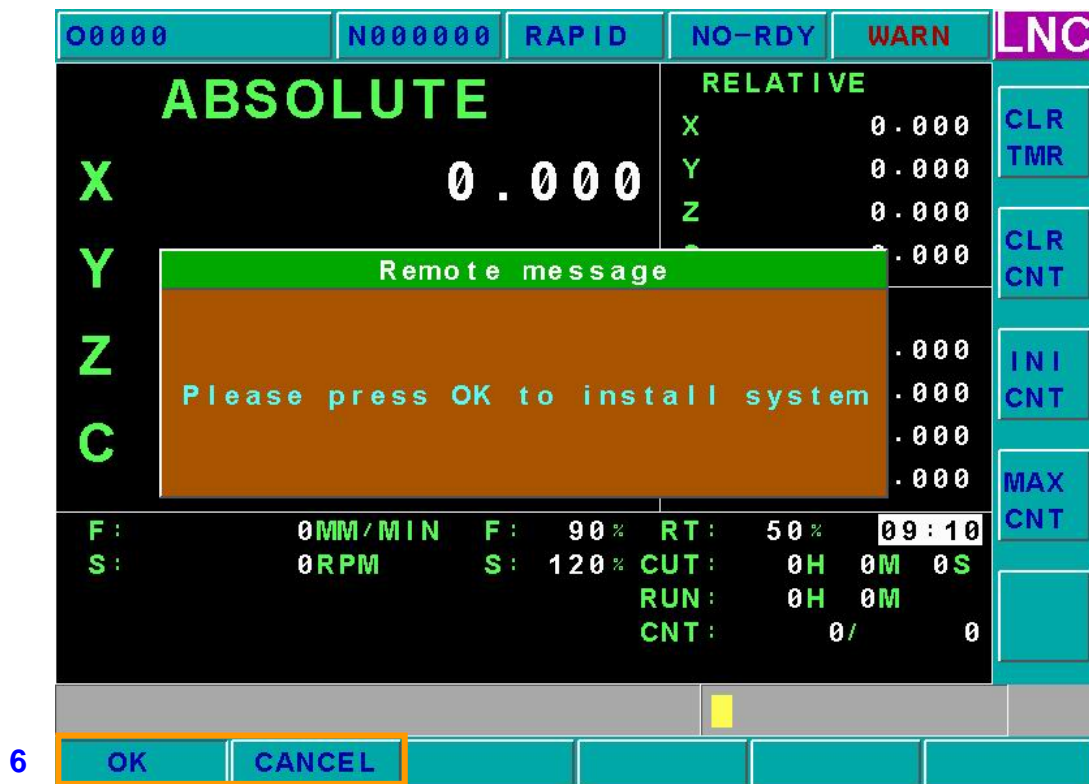 O0000 N000000 RAPID NO-RDY WARN LNC
ABSOLUTE
RELATIVE
X 0.000
Y 0.000
Z 0.000
.000
X 0.000
Y
Z
C
Remote message
Please press OK to install system
.000
.000
.000
.000
CLR
TMR
CLR
CNT
INI
CNT
MAX
CNT
F: 0MM/MIN F: 90% RT: 50% 09:10
S: 0RPM S: 120% CUT: 0H 0M 0S
RUN: 0H 0M
CNT: 0/ 0
6 OK CANCEL